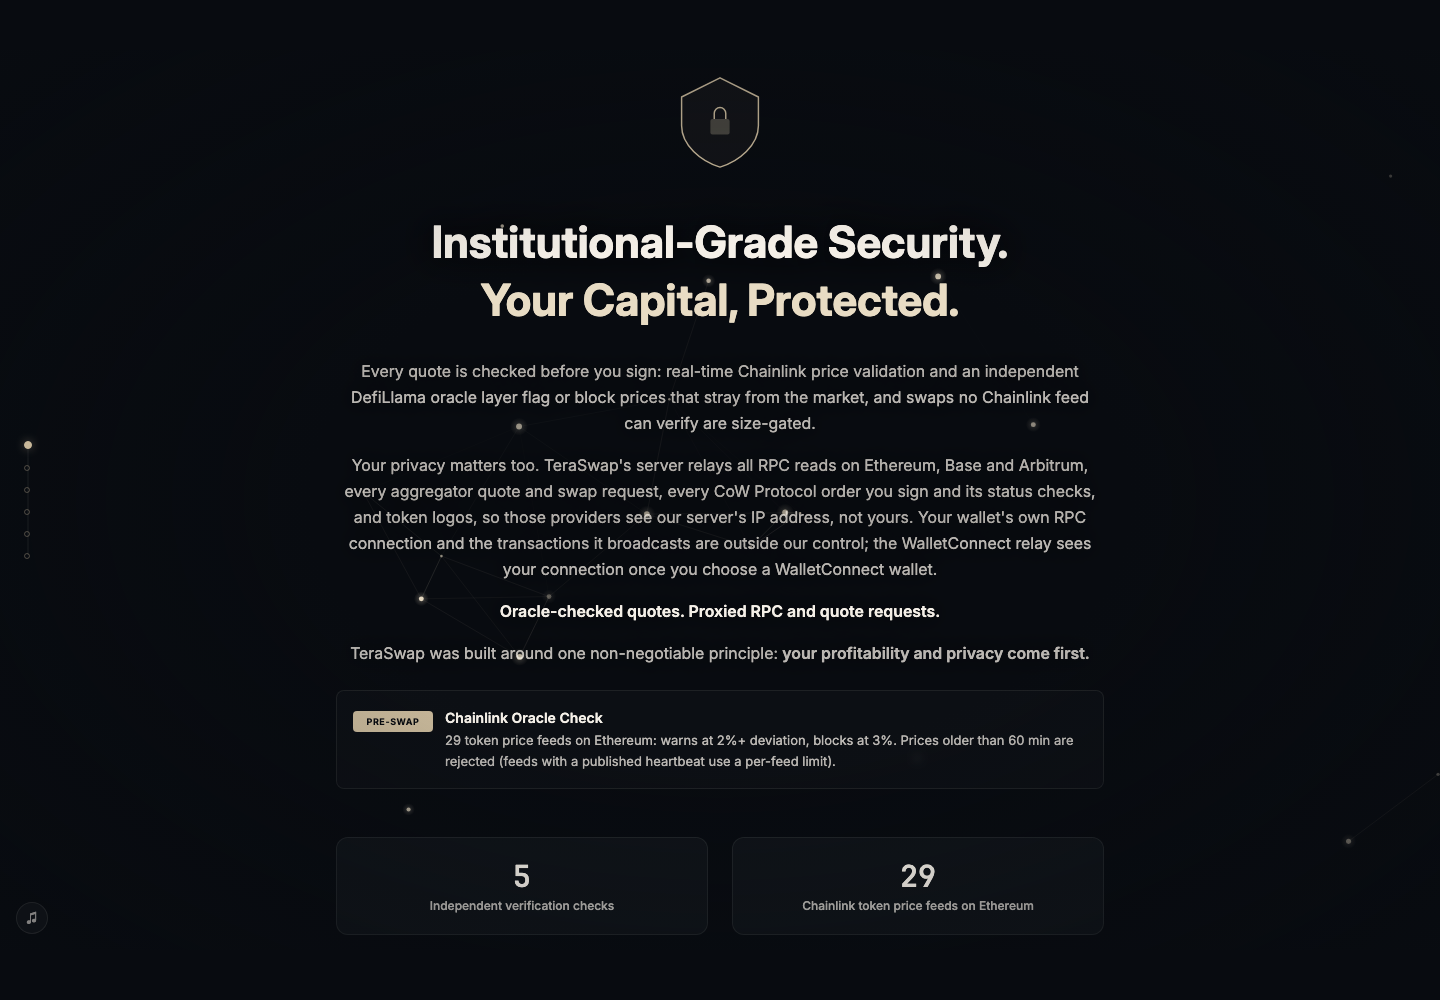 Institutional-Grade Security.
Your Capital, Protected.
Every quote is checked before you sign: real-time Chainlink price validation and an independent
DefiLlama oracle layer flag or block prices that stray from the market, and swaps no Chainlink feed
can verify are size-gated.
Your privacy matters too. TeraSwap's server relays all RPC reads on Ethereum, Base and Arbitrum,
every aggregator quote and swap request, every CoW Protocol order you sign and its status checks,
and token logos, so those providers see our server's IP address, not yours. Your wallet's own RPC
connection and the transactions it broadcasts are outside our control; the WalletConnect relay sees
your connection once you choose a WalletConnect wallet.
Oracle-checked quotes. Proxied RPC and quote requests.
TeraSwap was built around one non-negotiable principle: your profitability and privacy come first.
PRE-SWAP
Chainlink Oracle Check
29 token price feeds on Ethereum: warns at 2%+ deviation, blocks at 3%. Prices older than 60 min are
rejected (feeds with a published heartbeat use a per-feed limit).
5
Independent verification checks
29
Chainlink token price feeds on Ethereum